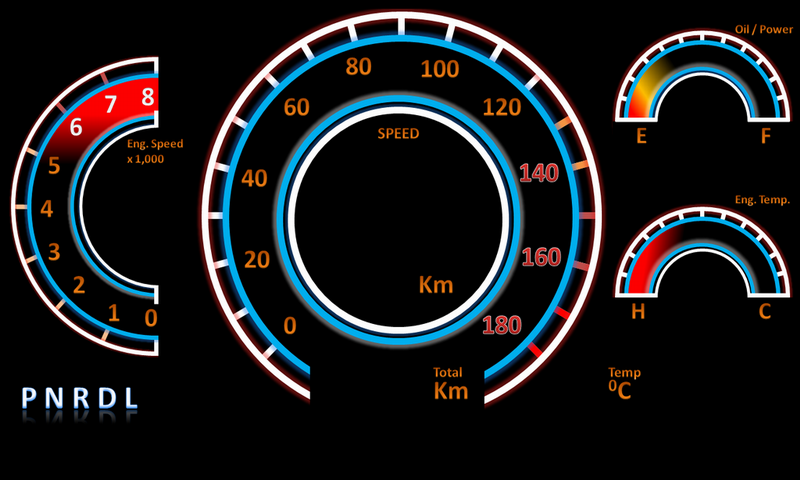 8
7
6
5
4
3
2
1
0
Eng. Speed
x 1,000
P N R D L
0
20
40
60
80
100
120
140
160
180
SPEED
Km
Total
Km
Oil / Power
E F
Eng. Temp.
H C
Temp
⁰C